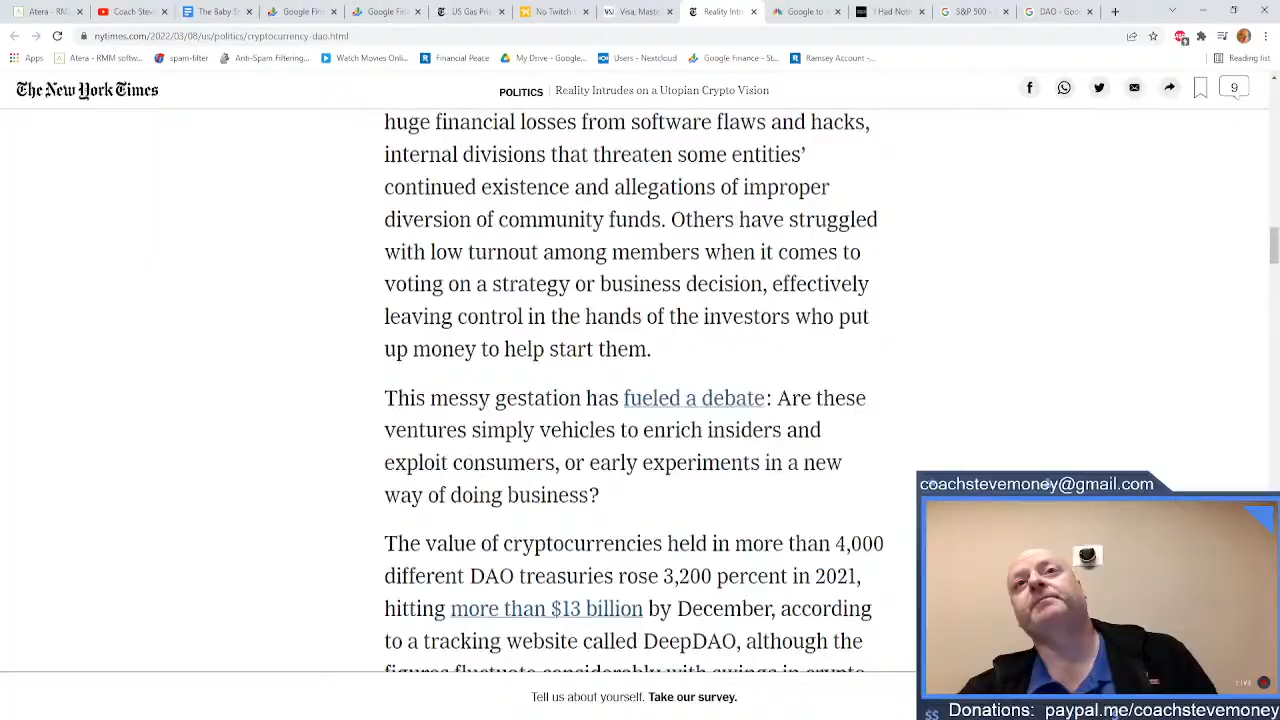 Atera - RM
Coach Stev
The Baby S
Google Fin
Google Fin
US Gas Pri
No Twitch
Visa, Mast
Reality Intr
Google to
I Had Noth
S&P 500 -
DAO - Goo
nytimes.com/2022/03/08/us/politics/cryptocurrency-dao.html
Apps
Atera - RMM softw...
spam-filter
Anti-Spam Filtering...
Watch Movies Onli...
Financial Peace
My Drive - Google...
Users - Nextcloud
Google Finance - St...
Ramsey Account -...
Reading list
The New York Times
POLITICS | Reality Intrudes on a Utopian Crypto Vision
9
huge financial losses from software flaws and hacks,
internal divisions that threaten some entities’
continued existence and allegations of improper
diversion of community funds. Others have struggled
with low turnout among members when it comes to
voting on a strategy or business decision, effectively
leaving control in the hands of the investors who put
up money to help start them.
This messy gestation has fueled a debate: Are these
ventures simply vehicles to enrich insiders and
exploit consumers, or early experiments in a new
way of doing business?
The value of cryptocurrencies held in more than 4,000
different DAO treasuries rose 3,200 percent in 2021,
hitting more than $13 billion by December, according
to a tracking website called DeepDAO, although the
figures fluctuate considerably with swings in crypto
Tell us about yourself. Take our survey.
coachstevemoney@gmail.com
LIVE
$$ Donations: paypal.me/coachstevemoney